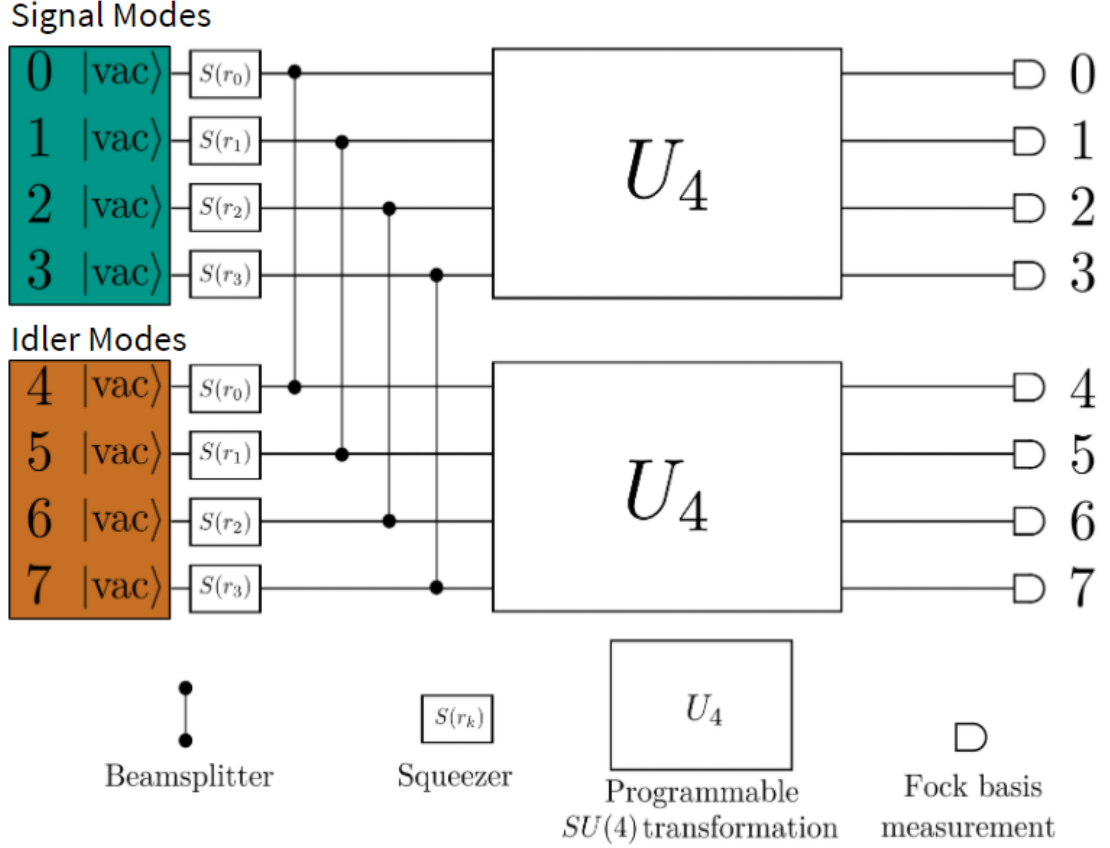 Signal Modes
0 |vac⟩ S(r₀) 0
1 |vac⟩ S(r₁) 1
2 |vac⟩ S(r₂) 2
3 |vac⟩ S(r₃) 3
U₄
Idler Modes
4 |vac⟩ S(r₀) 4
5 |vac⟩ S(r₁) 5
6 |vac⟩ S(r₂) 6
7 |vac⟩ S(r₃) 7
U₄
Beamsplitter
S(rₖ)
Squeezer
U₄
Programmable
SU(4) transformation
Fock basis
measurement